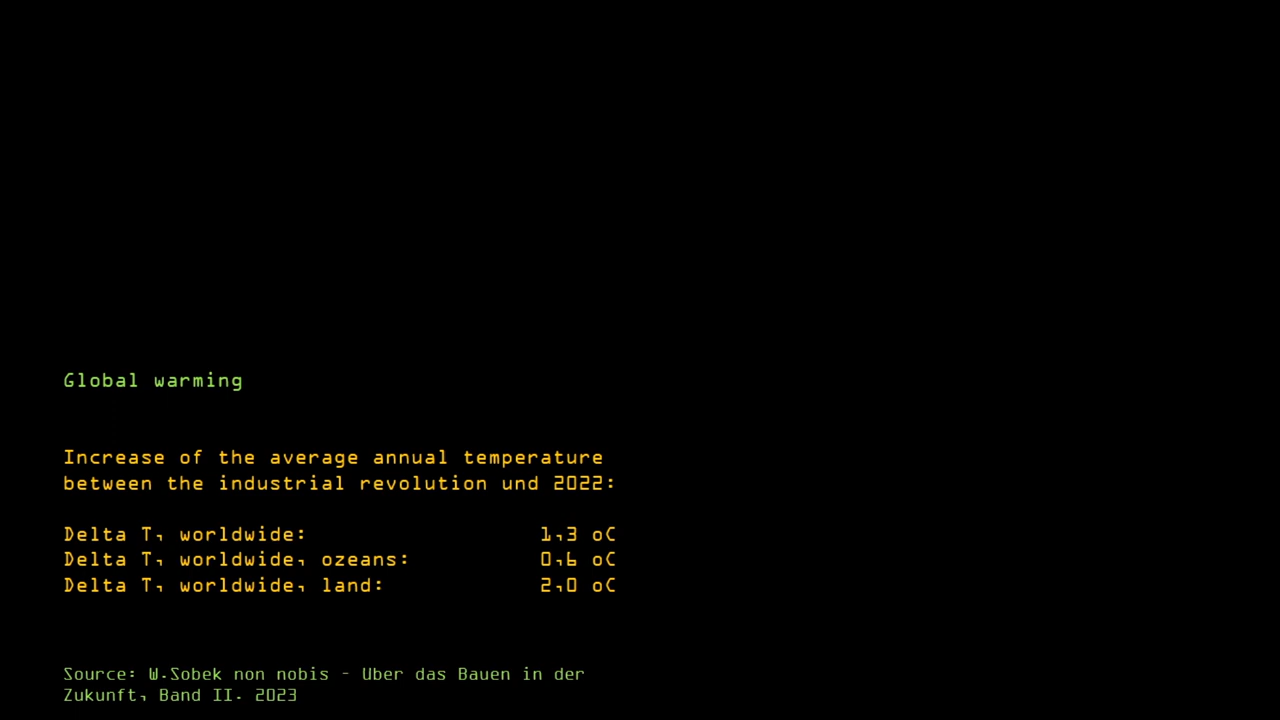 Global warming
Increase of the average annual temperature
between the industrial revolution und 2022:
Delta T, worldwide: 1,3 oC
Delta T, worldwide, ozeans: 0,6 oC
Delta T, worldwide, land: 2,0 oC
Source: W.Sobek non nobis - Uber das Bauen in der
Zukunft, Band II. 2023